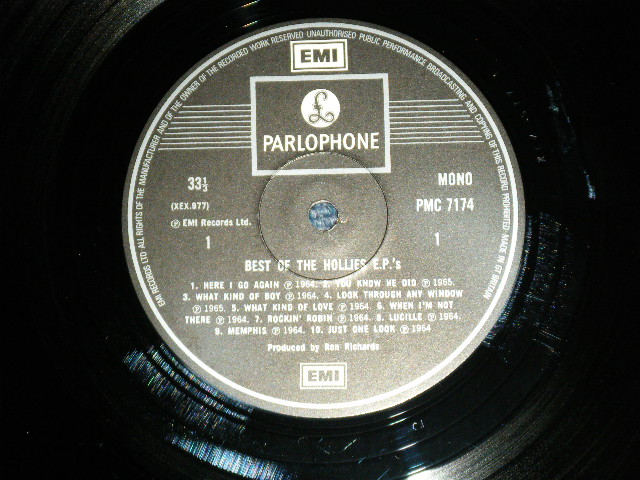 EMI RECORDS LTD·ALL RIGHTS OF THE MANUFACTURER AND OF THE OWNER OF THE RECORDED WORK RESERVED UNAUTHORISED PUBLIC PERFORMANCE BROADCASTING AND COPYING OF THIS RECORD PROHIBITED·MADE IN GT BRITAIN
EMI
£
PARLOPHONE
33⅓
MONO
(XEX.977)
PMC 7174
Ⓟ EMI Records Ltd.
1
1
BEST OF THE HOLLIES E.P.'s
1. HERE I GO AGAIN Ⓟ 1964. 2. YOU KNOW HE DID Ⓟ 1965.
3. WHAT KIND OF BOY Ⓟ 1964. 4. LOOK THROUGH ANY WINDOW
Ⓟ 1965. 5. WHAT KIND OF LOVE Ⓟ 1964. 6. WHEN I'M NOT
THERE Ⓟ 1964. 7. ROCKIN' ROBIN Ⓟ 1964. 8. LUCILLE Ⓟ 1964.
9. MEMPHIS Ⓟ 1964. 10. JUST ONE LOOK Ⓟ 1964
Produced by Ron Richards
EMI